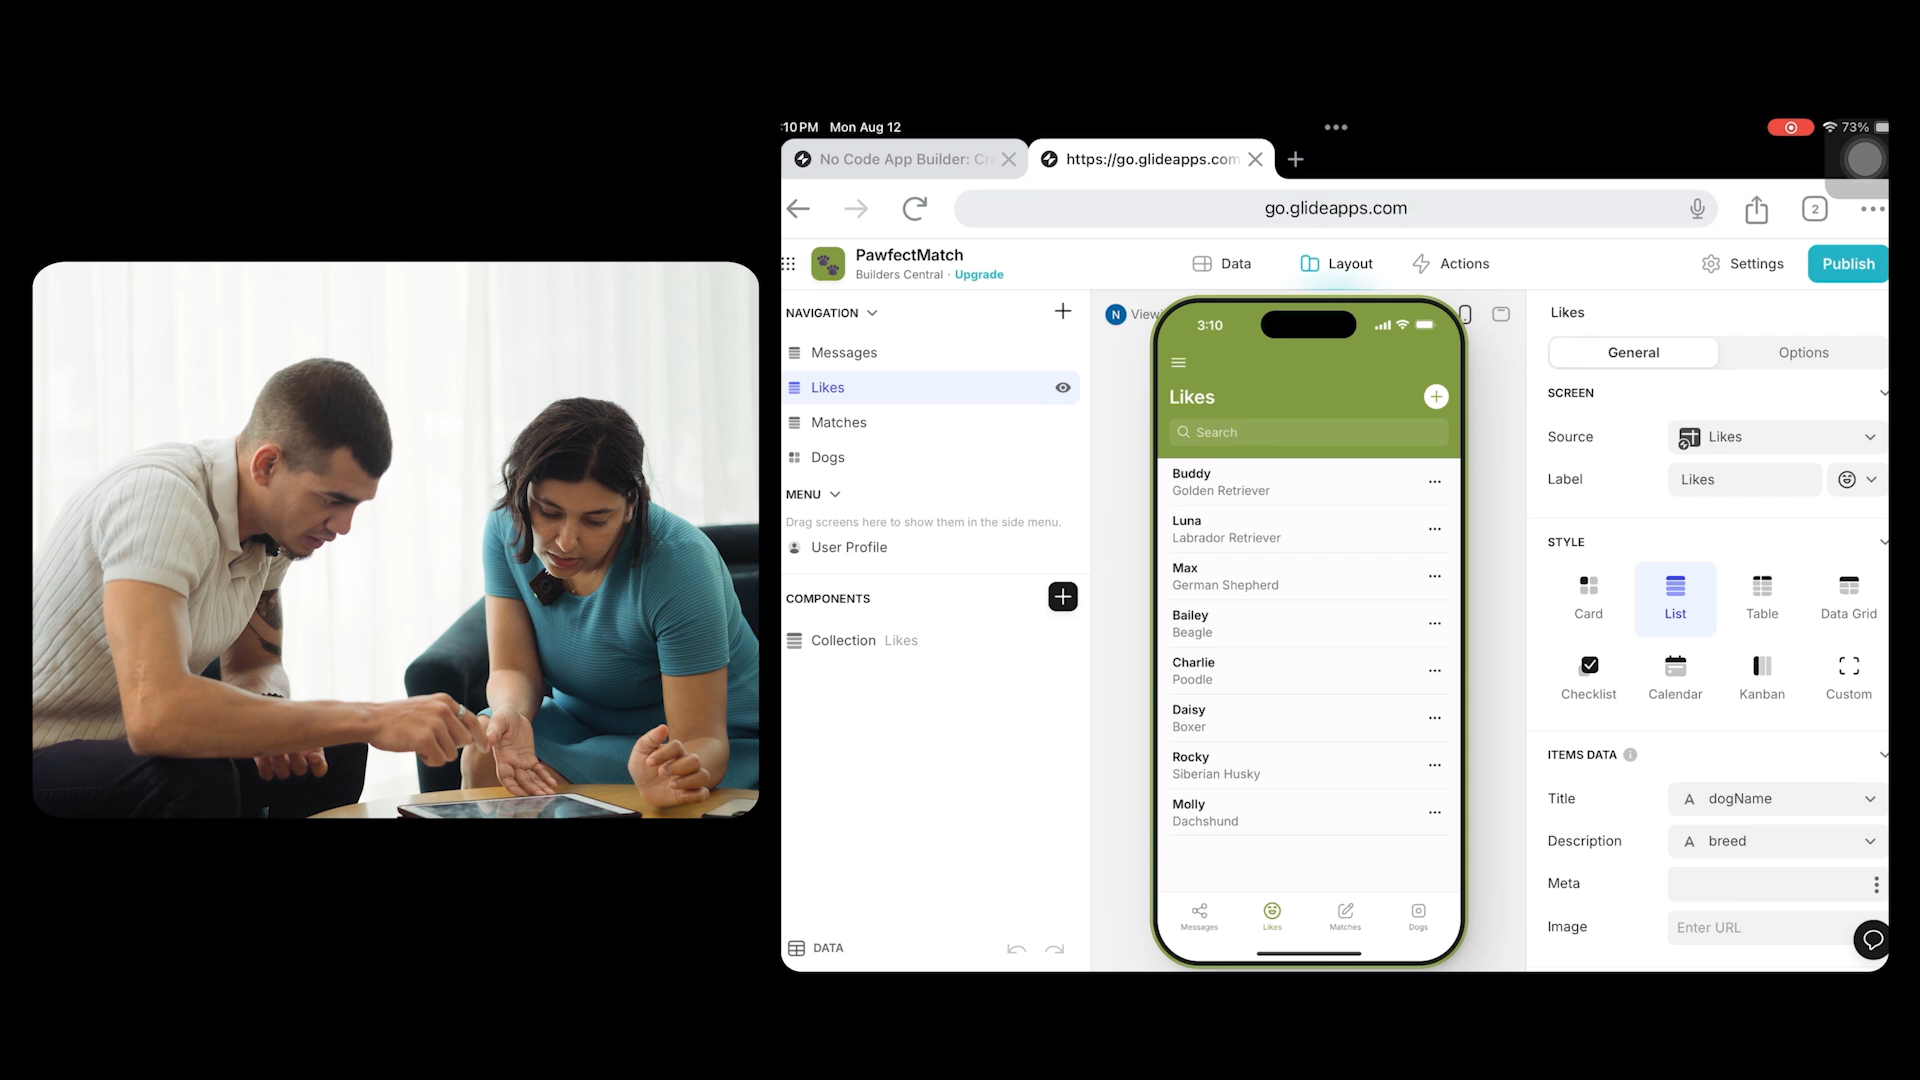 :10 PM Mon Aug 12
73%
No Code App Builder: Cr
https://go.glideapps.com
go.glideapps.com
2
PawfectMatch
Builders Central · Upgrade
Data
Layout
Actions
Settings
Publish
NAVIGATION
Messages
Likes
Matches
Dogs
MENU
Drag screens here to show them in the side menu.
User Profile
COMPONENTS
Collection Likes
DATA
N
3:10
Likes
Search
Buddy
Golden Retriever
Luna
Labrador Retriever
Max
German Shepherd
Bailey
Beagle
Charlie
Poodle
Daisy
Boxer
Rocky
Siberian Husky
Molly
Dachshund
Messages
Likes
Matches
Dogs
Likes
General
Options
SCREEN
Source
Likes
Label
Likes
STYLE
Card
List
Table
Data Grid
Checklist
Calendar
Kanban
Custom
ITEMS DATA
Title
A dogName
Description
A breed
Meta
Image
Enter URL